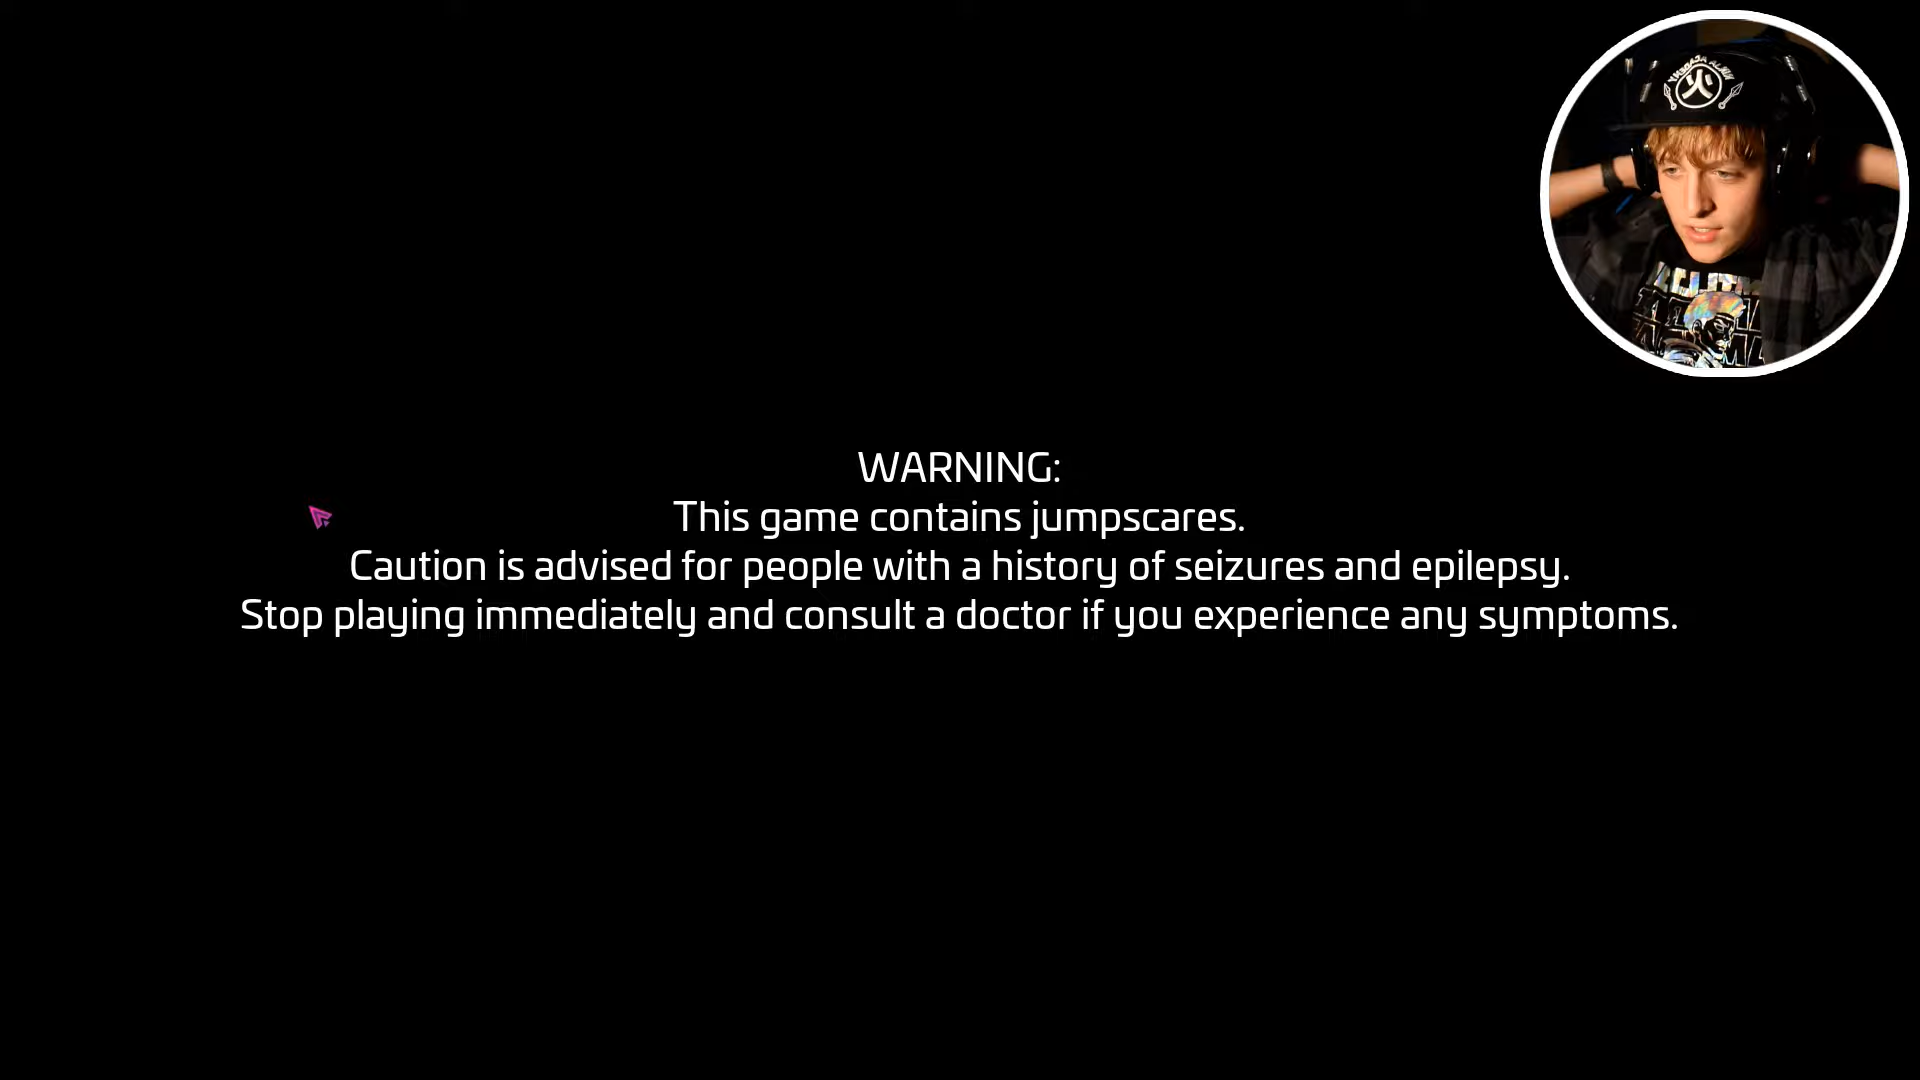 火
WARNING:
This game contains jumpscares.
Caution is advised for people with a history of seizures and epilepsy.
Stop playing immediately and consult a doctor if you experience any symptoms.